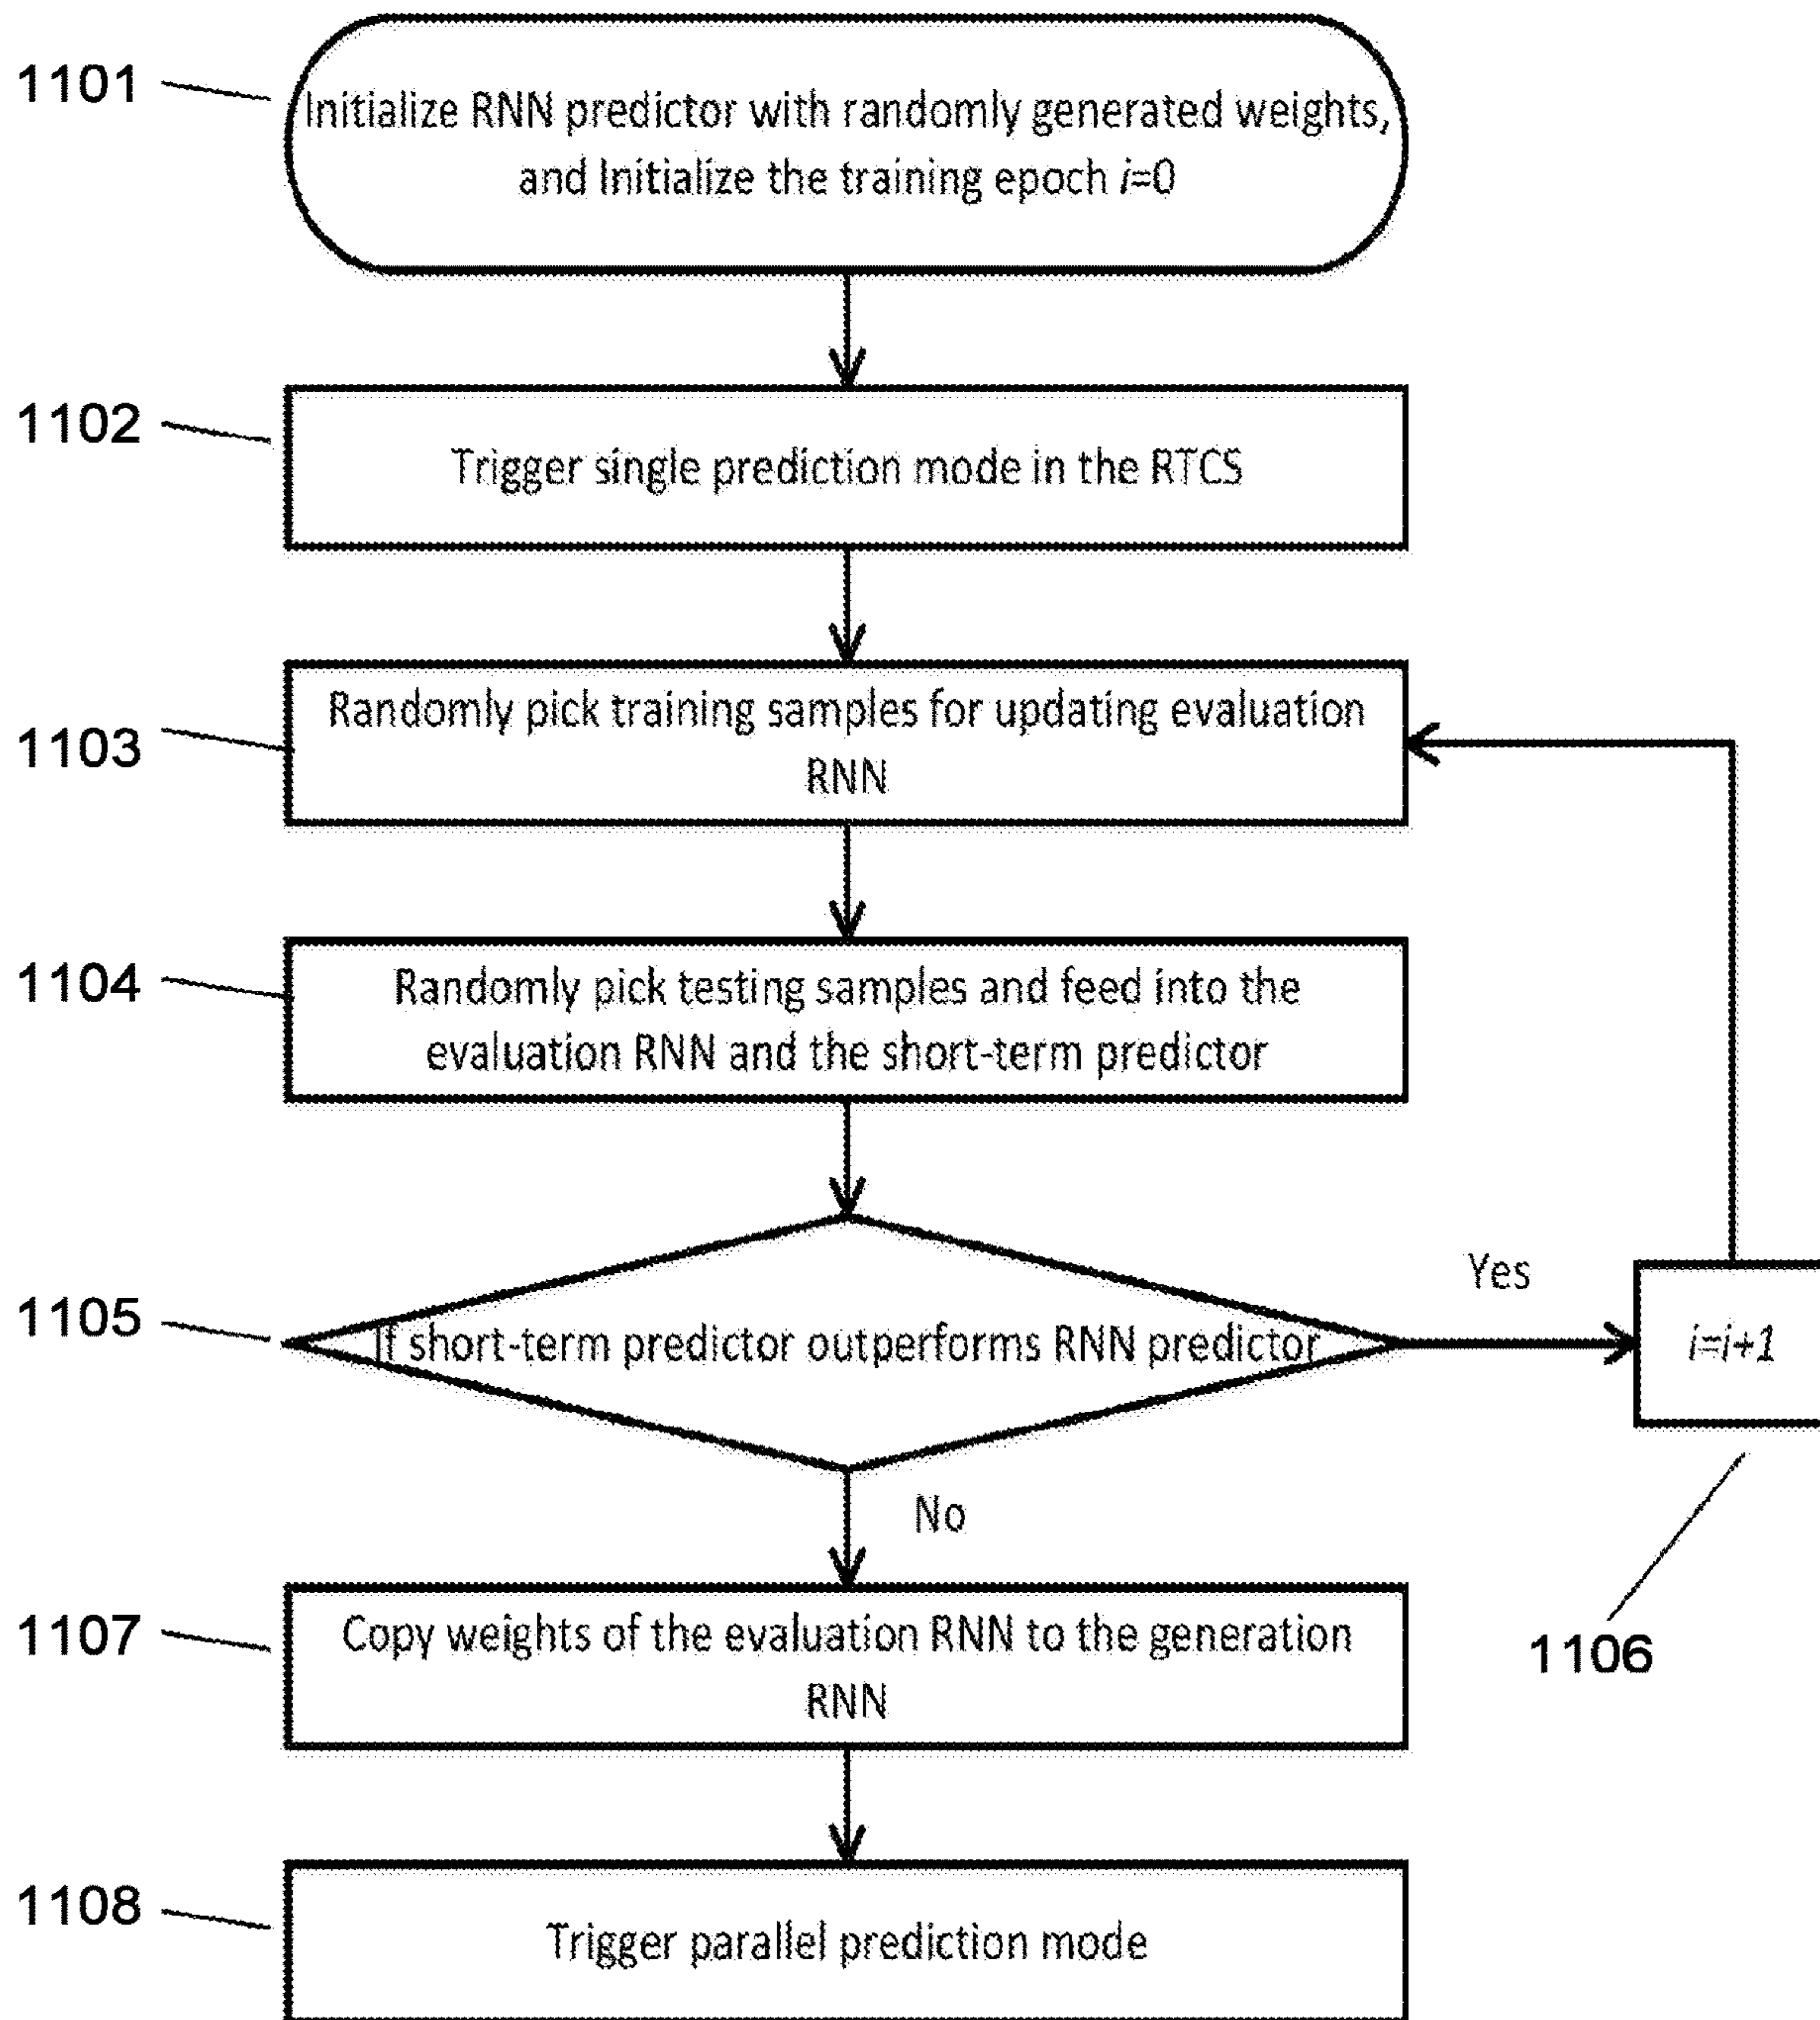 1101
Initialize RNN predictor with randomly generated weights,
and Initialize the training epoch i=0
1102
Trigger single prediction mode in the RTCS
1103
Randomly pick training samples for updating evaluation
RNN
1104
Randomly pick testing samples and feed into the
evaluation RNN and the short-term predictor
1105
If short-term predictor outperforms RNN predictor
Yes
i=i+1
No
1106
1107
Copy weights of the evaluation RNN to the generation
RNN
1108
Trigger parallel prediction mode